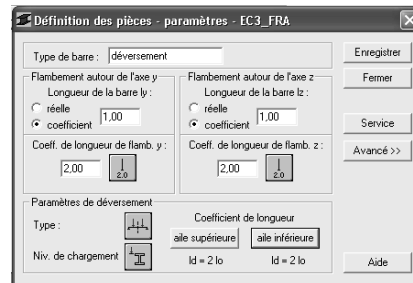 Définition des pièces - paramètres - EC3_FRA
Type de barre : déversement
Enregistrer
Flambement autour de l'axe y
Flambement autour de l'axe z
Fermer
Longueur de la barre ly :
Longueur de la barre lz :
réelle
réelle
coefficient 1,00
coefficient 1,00
Service
Coeff. de longueur de flamb. y :
Coeff. de longueur de flamb. z :
Avancé >>
2,00 2.0
2,00 2.0
Paramètres de déversement
Type :
Coefficient de longueur
aile supérieure aile inférieure
Niv. de chargement
ld = 2 lo ld = 2 lo
Aide